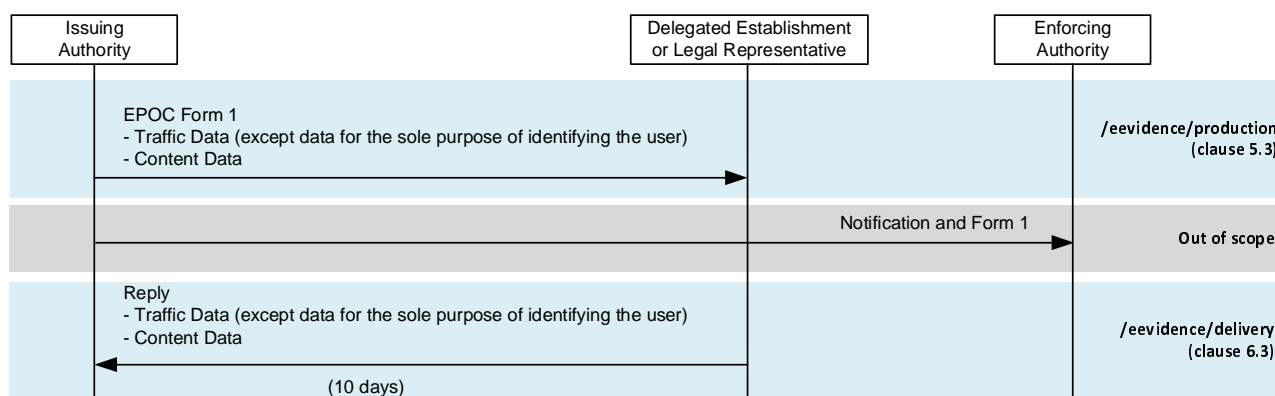 Issuing
Authority
Delegated Establishment
or Legal Representative
Enforcing
Authority
EPOC Form 1
- Traffic Data (except data for the sole purpose of identifying the user)
- Content Data
/eevidence/production
(clause 5.3)
Notification and Form 1
Out of scope
Reply
- Traffic Data (except data for the sole purpose of identifying the user)
- Content Data
/eevidence/delivery
(clause 6.3)
(10 days)